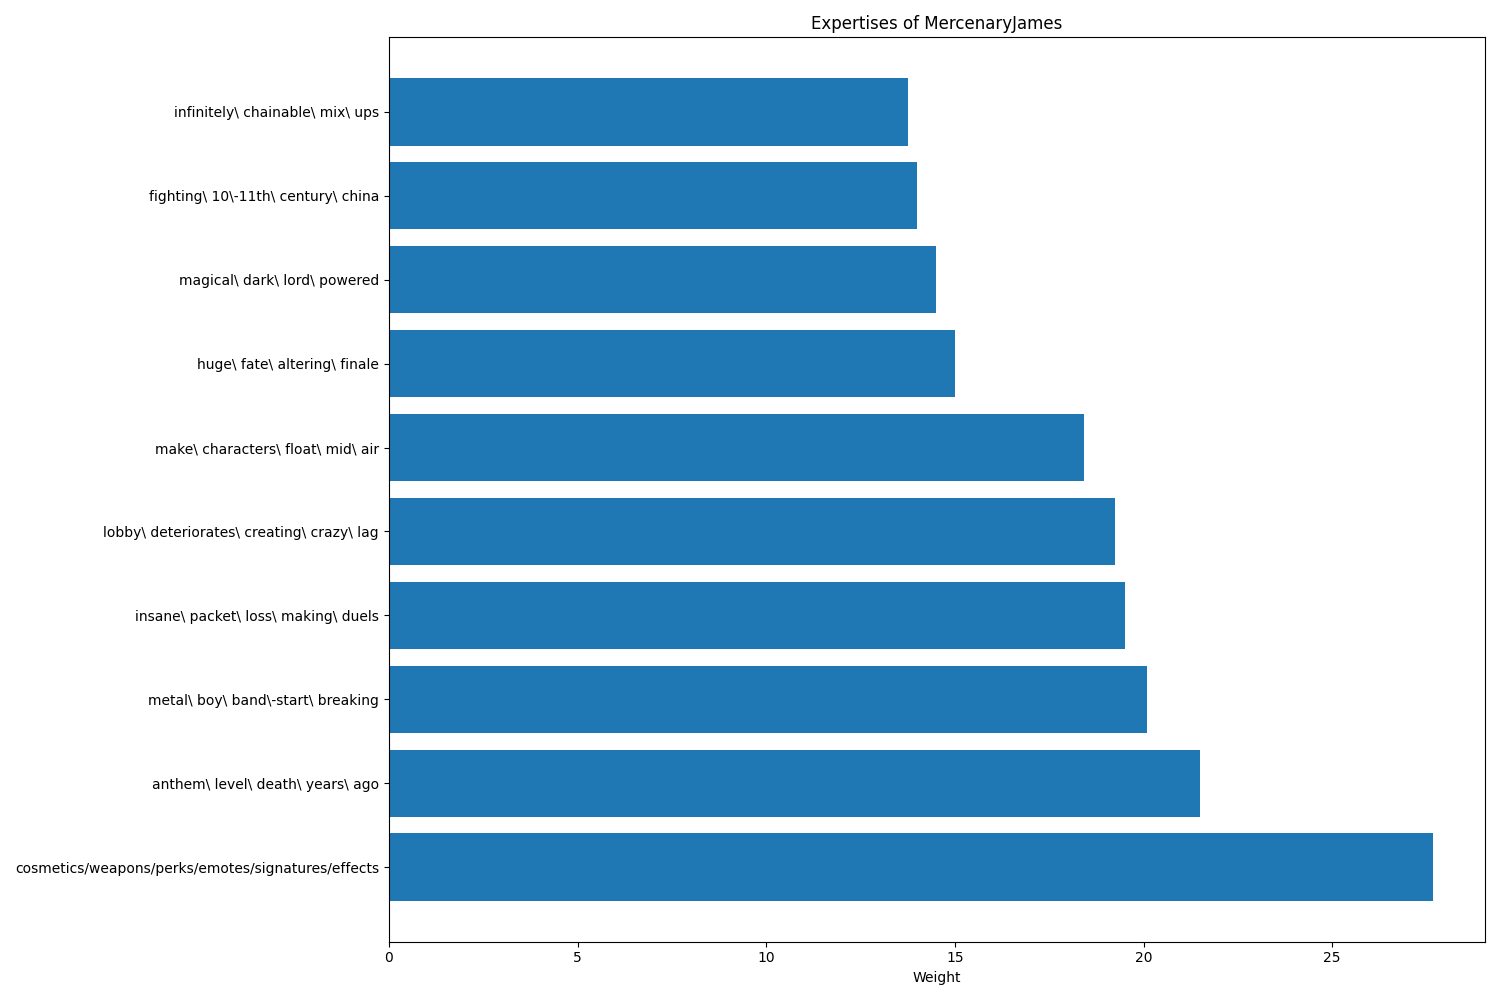 Expertises of MercenaryJames
infinitely\ chainable\ mix\ ups
fighting\ 10\-11th\ century\ china
magical\ dark\ lord\ powered
huge\ fate\ altering\ finale
make\ characters\ float\ mid\ air
lobby\ deteriorates\ creating\ crazy\ lag
insane\ packet\ loss\ making\ duels
metal\ boy\ band\-start\ breaking
anthem\ level\ death\ years\ ago
cosmetics/weapons/perks/emotes/signatures/effects
0 5 10 15 20 25
Weight